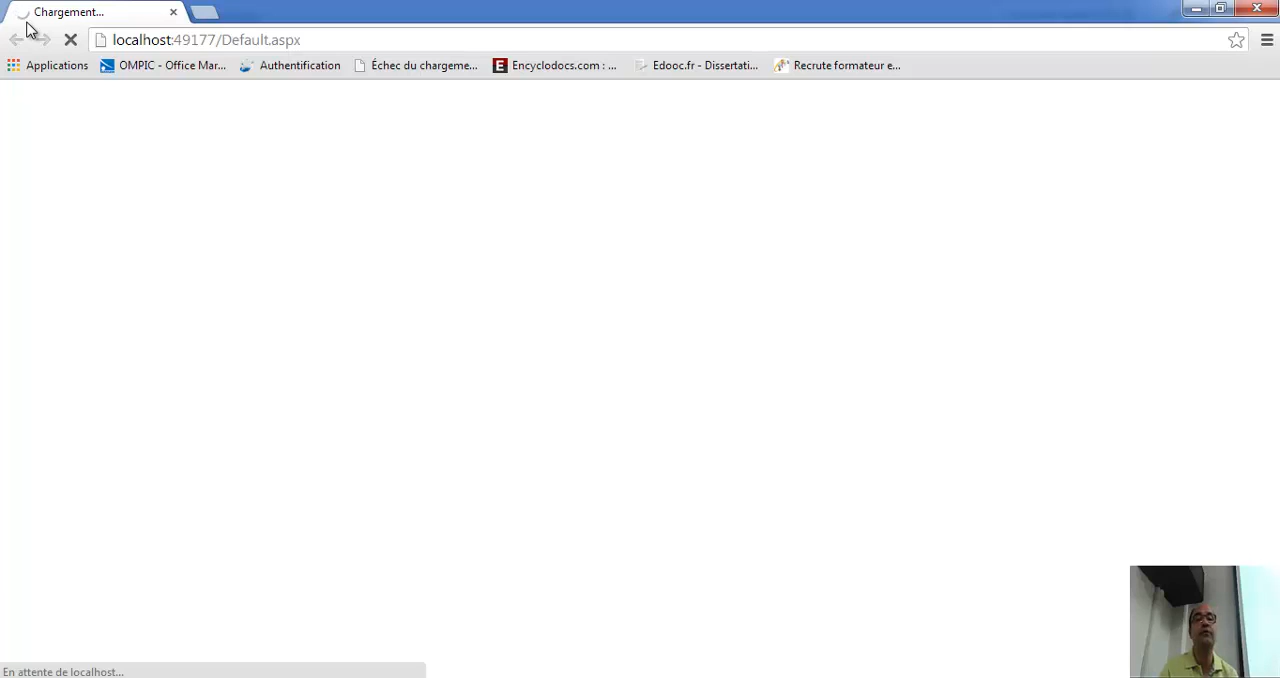 Chargement...
localhost:49177/Default.aspx
Applications OMPIC - Office Mar... Authentification Échec du chargeme... E Encyclodocs.com : ... Edooc.fr - Dissertati... Recrute formateur e...
En attente de localhost...